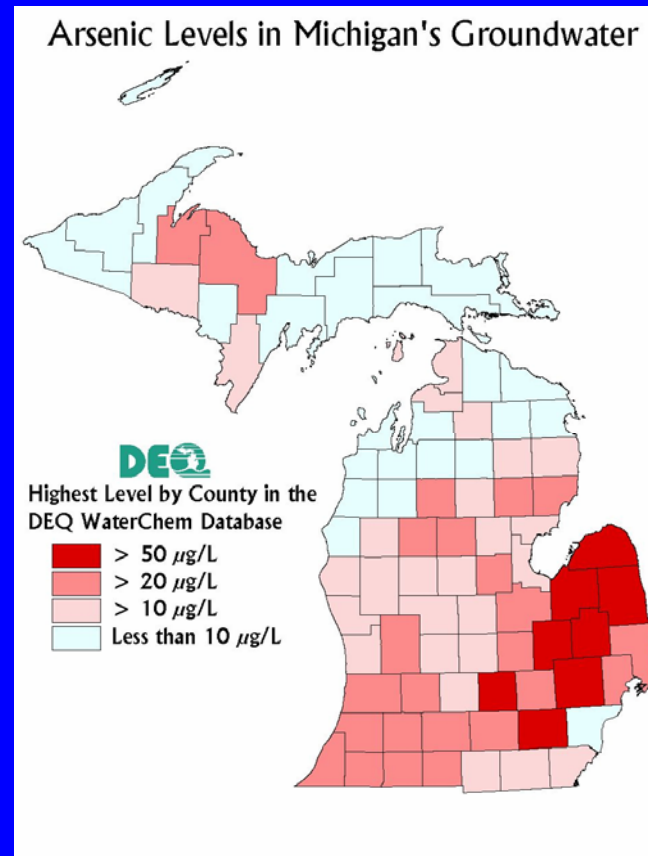 Arsenic Levels in Michigan's Groundwater
DEQ
Highest Level by County in the
DEQ WaterChem Database
> 50 μg/L
> 20 μg/L
> 10 μg/L
Less than 10 μg/L